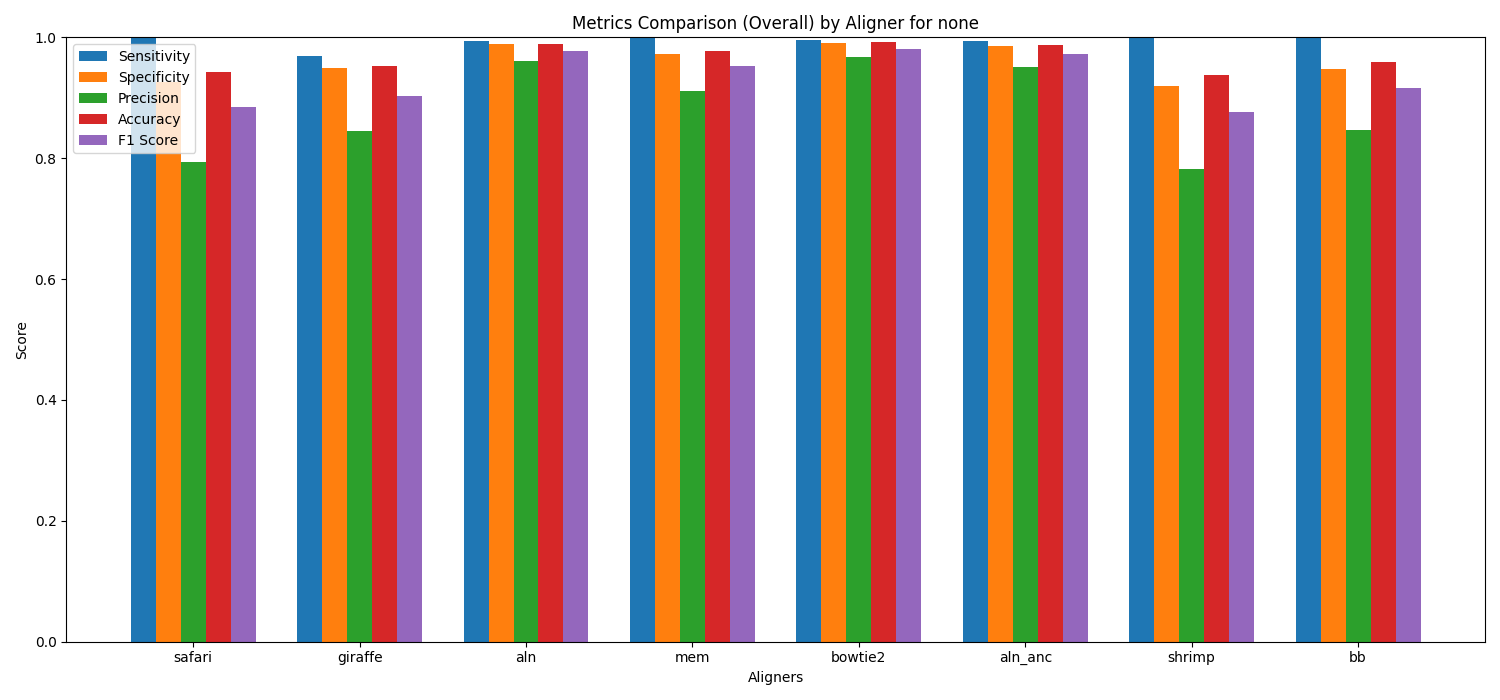 Metrics Comparison (Overall) by Aligner for none
Sensitivity
Specificity
Precision
Accuracy
F1 Score
Score
1.0
0.8
0.6
0.4
0.2
0.0
safari giraffe aln mem bowtie2 aln_anc shrimp bb
Aligners